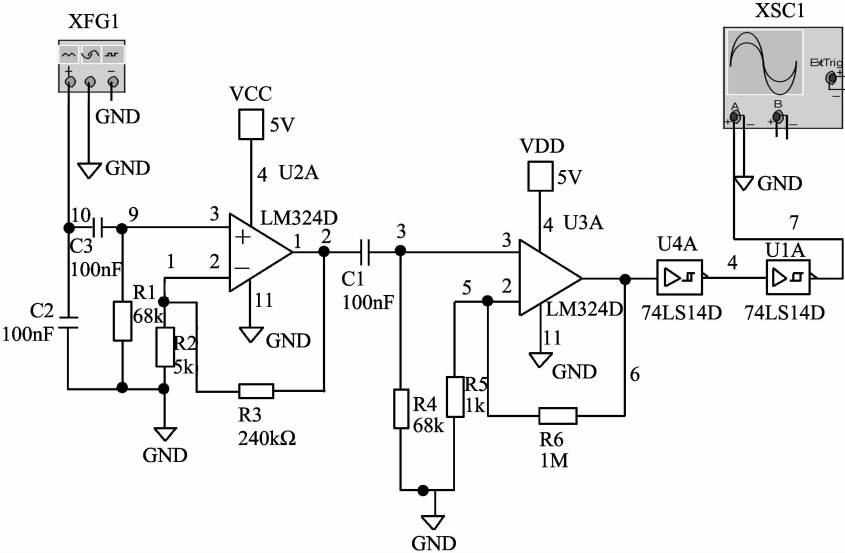 XFG1
+
−
GND
GND
VCC
5V
4
U2A
LM324D
10
9
3
+
C3
100nF
1
2
−
1
2
11
GND
C2
100nF
R1
68k
R2
5k
R3
240kΩ
GND
C1
100nF
3
VDD
5V
4
U3A
3
LM324D
5
2
11
GND
R4
68k
R5
1k
R6
1M
6
GND
U4A
74LS14D
4
U1A
74LS14D
7
XSC1
ExtTrig
+
−
A
B
+
−
+
−
GND